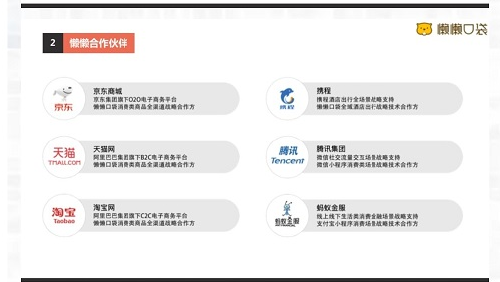 2 懒懒合作伙伴
懒懒口袋
京东
京东商城
京东集团旗下O2O电子商务平台
懒懒口袋消费类商品全渠道战略合作方
携程
携程
携程酒店出行全场景战略支持
懒懒口袋全域酒店出行战略技术合作方
天猫
TMALL.COM
天猫网
阿里巴巴集团旗下B2C电子商务平台
懒懒口袋消费类商品全渠道战略合作方
腾讯
Tencent
腾讯集团
微信社交流量交互场景战略支持
微信小程序消费类场景战略技术合作方
淘宝
Taobao
淘宝网
阿里巴巴集团旗下C2C电子商务平台
懒懒口袋消费类商品全渠道战略合作方
蚂蚁金服
蚂蚁金服
线上线下生活类消费金融场景战略支持
支付宝小程序消费场景战略技术合作方